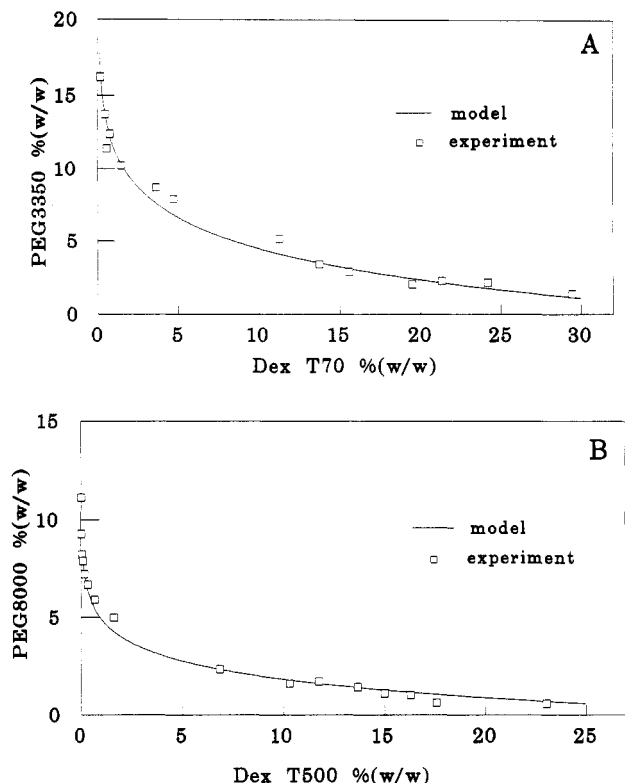 A
20
15
10
5
0
PEG3350 %(w/w)
model
experiment
0 5 10 15 20 25 30
Dex T70 %(w/w)
B
15
10
5
0
PEG8000 %(w/w)
model
experiment
0 5 10 15 20 25
Dex T500 %(w/w)